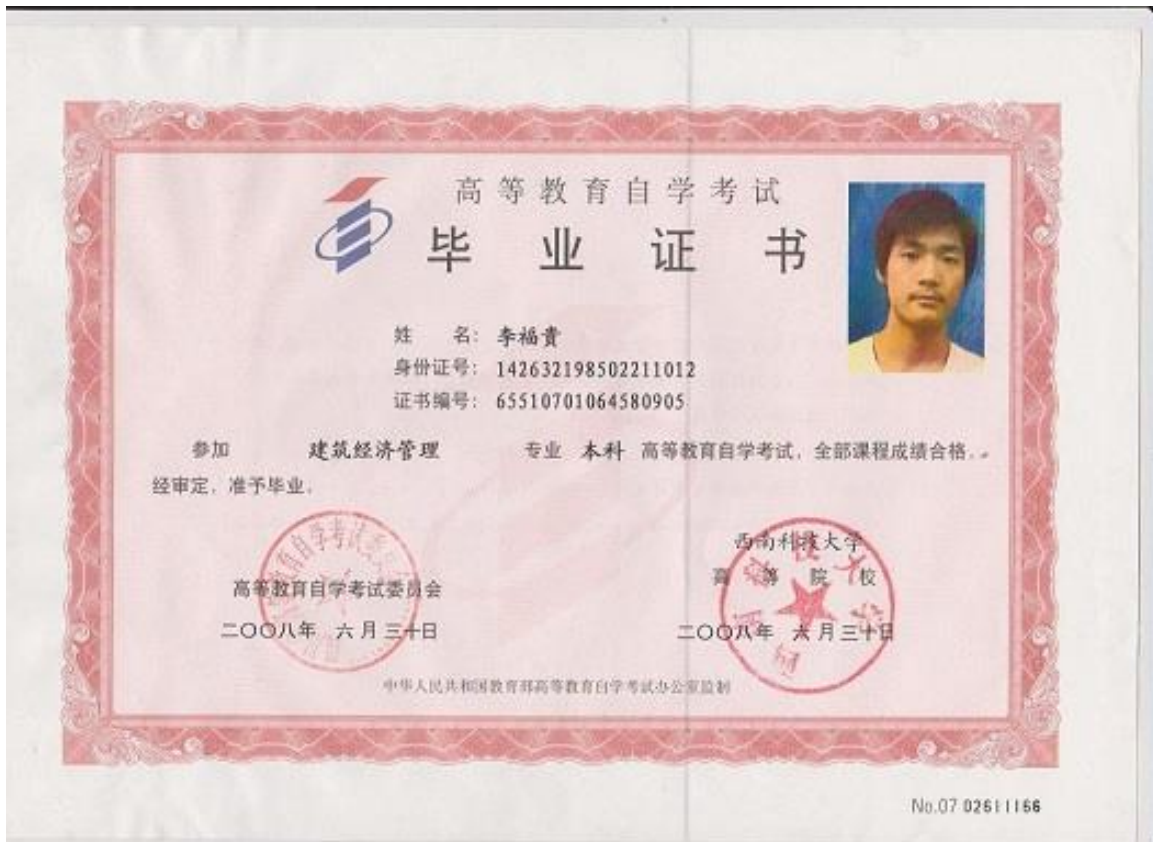 高等教育自学考试
毕业证书
姓 名: 李福贵
身份证号: 142632198502211012
证书编号: 65510701064580905
参加 建筑经济管理 专业 本科 高等教育自学考试,全部课程成绩合格,
经审定,准予毕业。
西南科技大学
高等教育自学考试委员会 高等院校
二〇〇八年 六月三十日 二〇〇八年 六月三十日
中华人民共和国教育部高等教育自学考试办公室监制
No.07 02611166